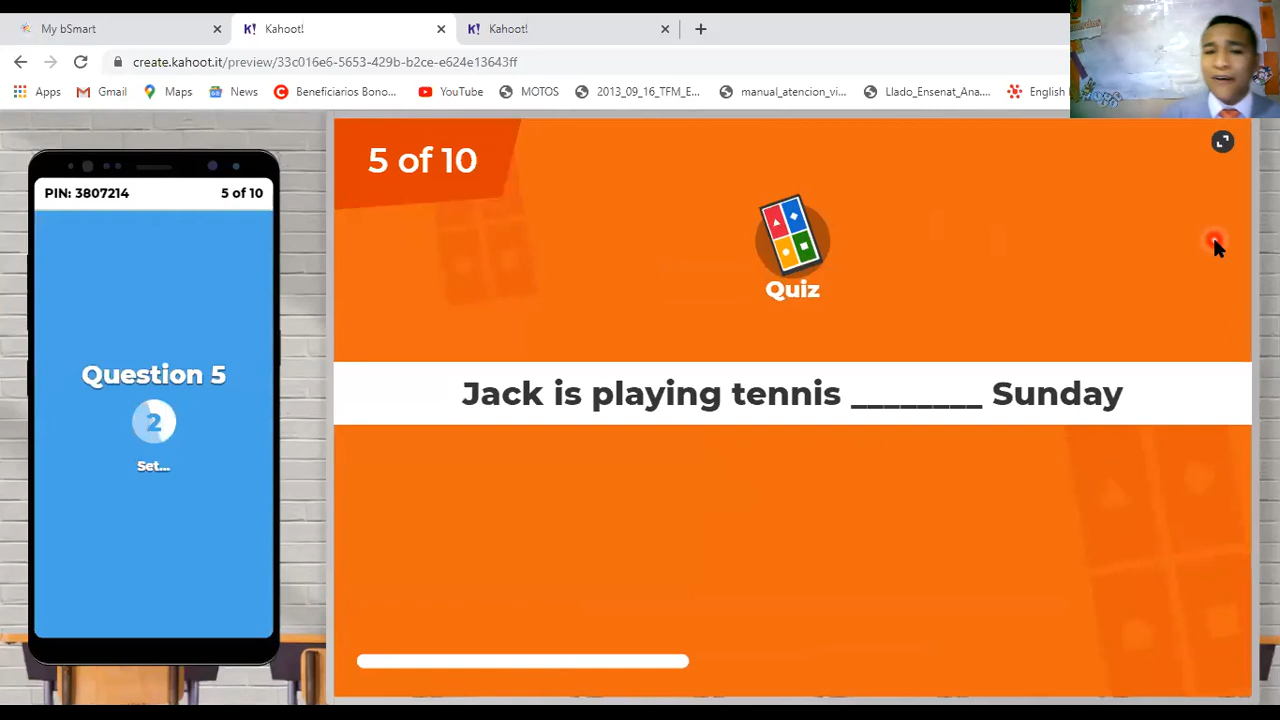 My bSmart
K! Kahoot!
K! Kahoot!
create.kahoot.it/preview/33c016e6-5653-429b-b2ce-e624e13643ff
Apps Gmail Maps News Beneficiarios Bono... YouTube MOTOS 2013_09_16_TFM_E... manual_atencion_vi... Llado_Ensenat_Ana... English
PIN: 3807214 5 of 10
Question 5
2
Set...
5 of 10
Quiz
Jack is playing tennis ________ Sunday